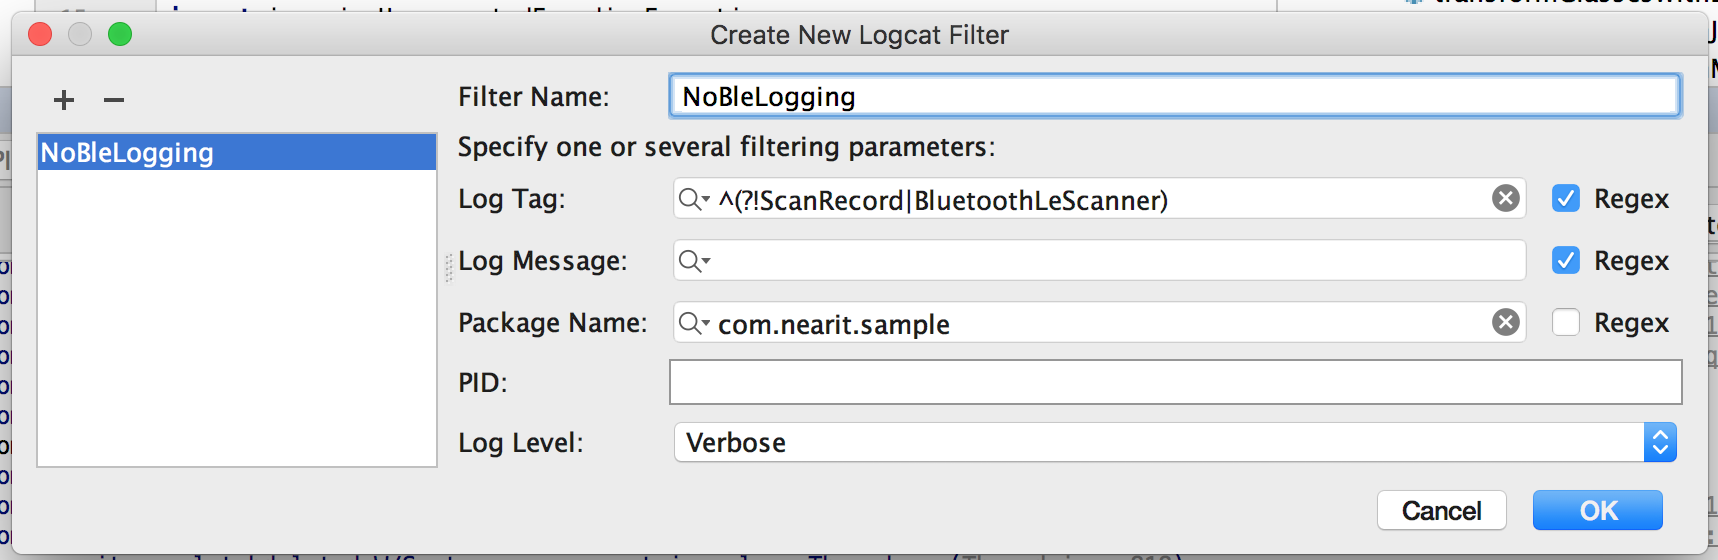 Create New Logcat Filter
Filter Name: NoBleLogging
NoBleLogging
Specify one or several filtering parameters:
Log Tag: ^(?!ScanRecord|BluetoothLeScanner) Regex
Log Message: Regex
Package Name: com.nearit.sample Regex
PID:
Log Level: Verbose
Cancel OK